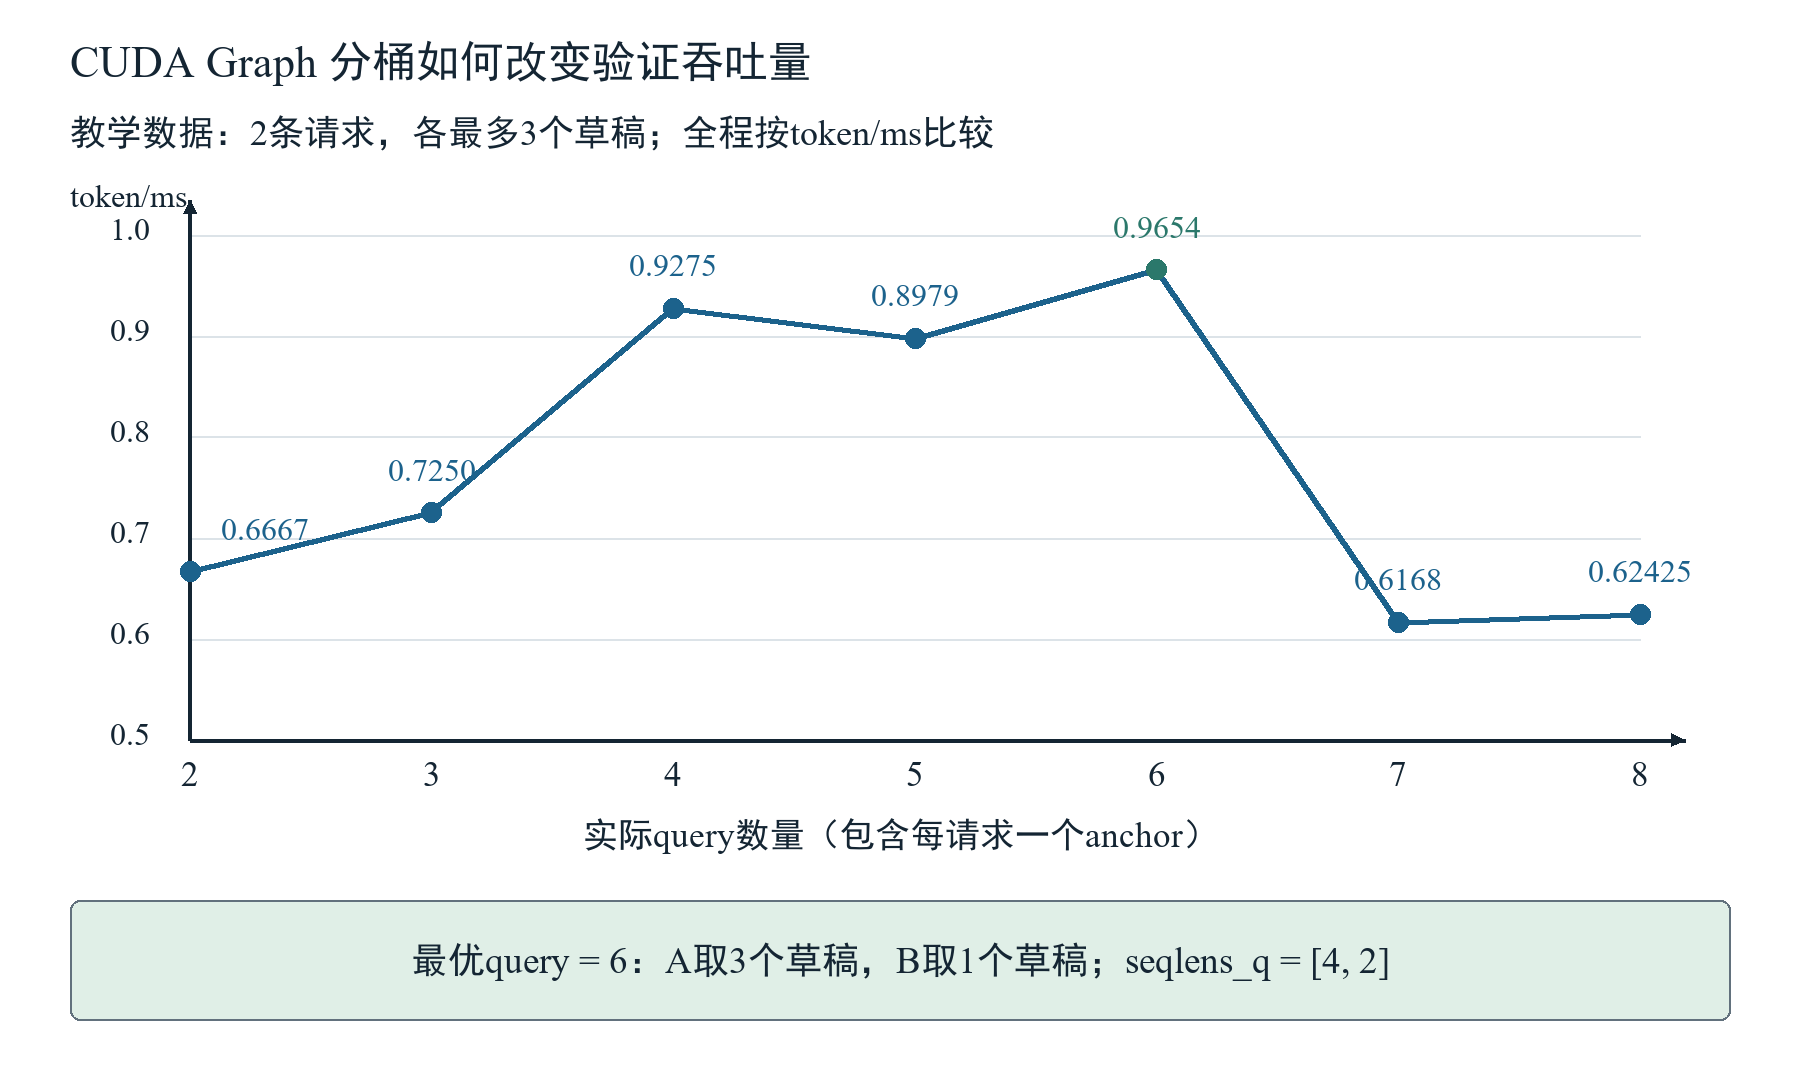 CUDA Graph 分桶如何改变验证吞吐量
教学数据：2条请求，各最多3个草稿；全程按token/ms比较
token/ms
1.0
0.9
0.8
0.7
0.6
0.5
0.6667
0.7250
0.9275
0.8979
0.9654
0.6168
0.62425
2 3 4 5 6 7 8
实际query数量（包含每请求一个anchor）
最优query = 6：A取3个草稿，B取1个草稿；seqlens_q = [4, 2]